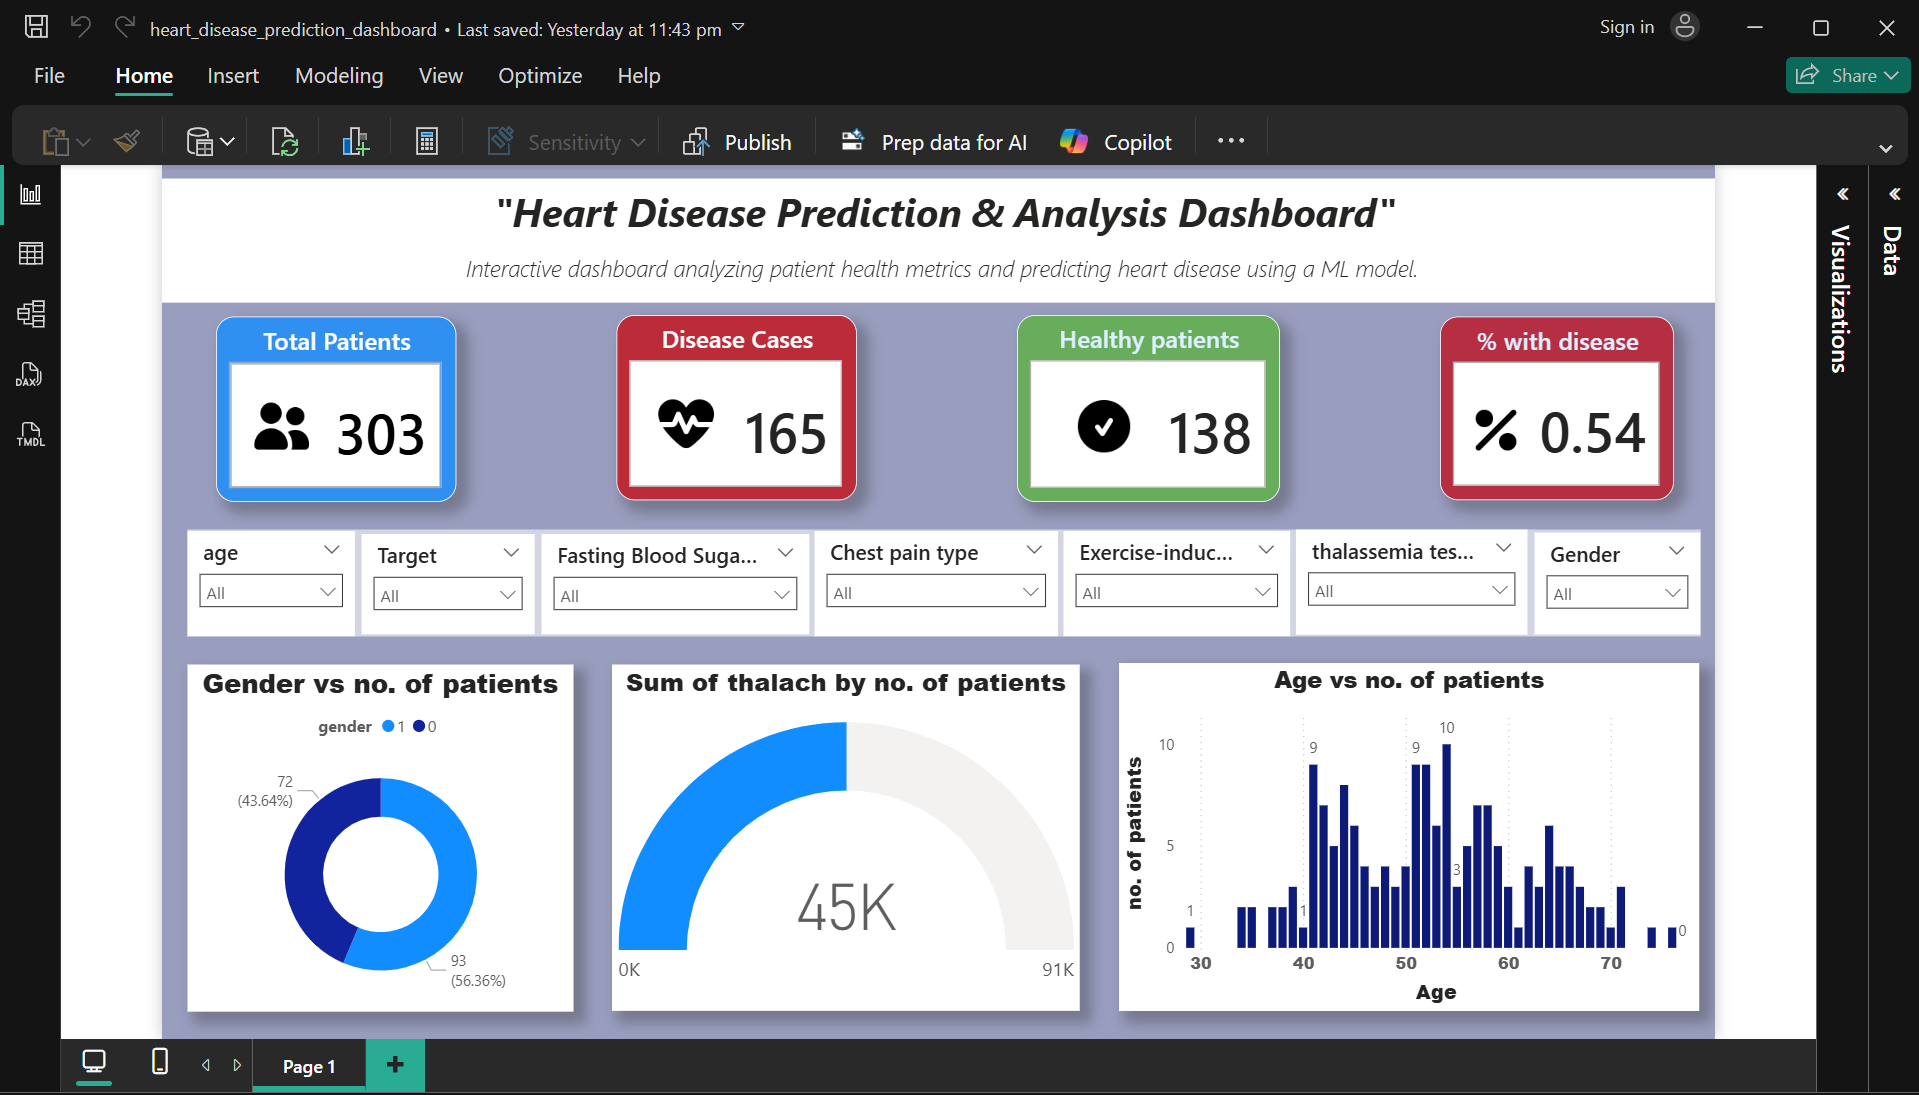 heart_disease_prediction_dashboard • Last saved: Yesterday at 11:43 pm
Sign in
File Home Insert Modeling View Optimize Help
Share
Sensitivity Publish Prep data for AI Copilot ...
DAX
TMDL
Visualizations
Data
"Heart Disease Prediction & Analysis Dashboard"
Interactive dashboard analyzing patient health metrics and predicting heart disease using a ML model.
Total Patients
303
Disease Cases
165
Healthy patients
138
% with disease
% 0.54
age
All
Target
All
Fasting Blood Suga...
All
Chest pain type
All
Exercise-induc...
All
thalassemia tes...
All
Gender
All
Gender vs no. of patients
gender 1 0
72
(43.64%)
93
(56.36%)
Sum of thalach by no. of patients
45K
0K 91K
Age vs no. of patients
no. of patients
10
5
0
1
1
9
9
10
3
0
30 40 50 60 70
Age
Page 1
+